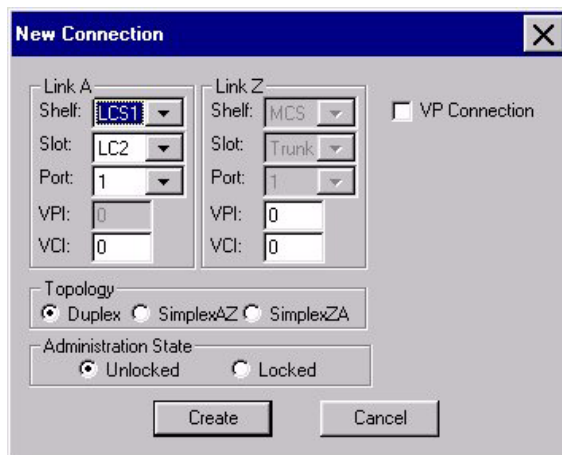 New Connection
Link A Link Z
Shelf: LCS1 Shelf: MCS VP Connection
Slot: LC2 Slot: Trunk
Port: 1 Port: 1
VPI: 0 VPI: 0
VCI: 0 VCI: 0
Topology
Duplex SimplexAZ SimplexZA
Administration State
Unlocked Locked
Create Cancel